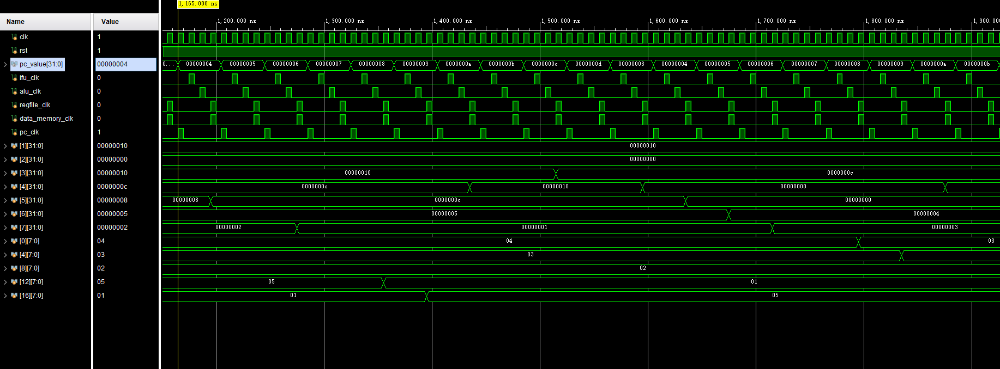 1,165.000 ns
Name Value
1,200.000 ns 1,300.000 ns 1,400.000 ns 1,500.000 ns 1,600.000 ns 1,700.000 ns 1,800.000 ns 1,900.00
clk 1
rst 1
pc_value[31:0] 00000004 0... 00000004 00000005 00000006 00000007 00000008 00000009 0000000a 0000000b 0000000c 0000000d 00000003 00000004 00000005 00000006 00000007 00000008 00000009 0000000a 0000000b
ifu_clk 0
alu_clk 0
regfile_clk 0
data_memory_clk 0
pc_clk 1
[1][31:0] 00000010 00000010
[2][31:0] 00000000 00000000
[3][31:0] 00000010 00000010 0000000c
[4][31:0] 0000000c 0000000c 00000010 00000000
[5][31:0] 00000008 00000008 0000000c 00000000
[6][31:0] 00000005 00000005 00000004
[7][31:0] 00000002 00000002 00000001 00000003
[0][7:0] 04 04 03
[4][7:0] 03 03
[8][7:0] 02 02
[12][7:0] 05 05 01
[16][7:0] 01 01 05